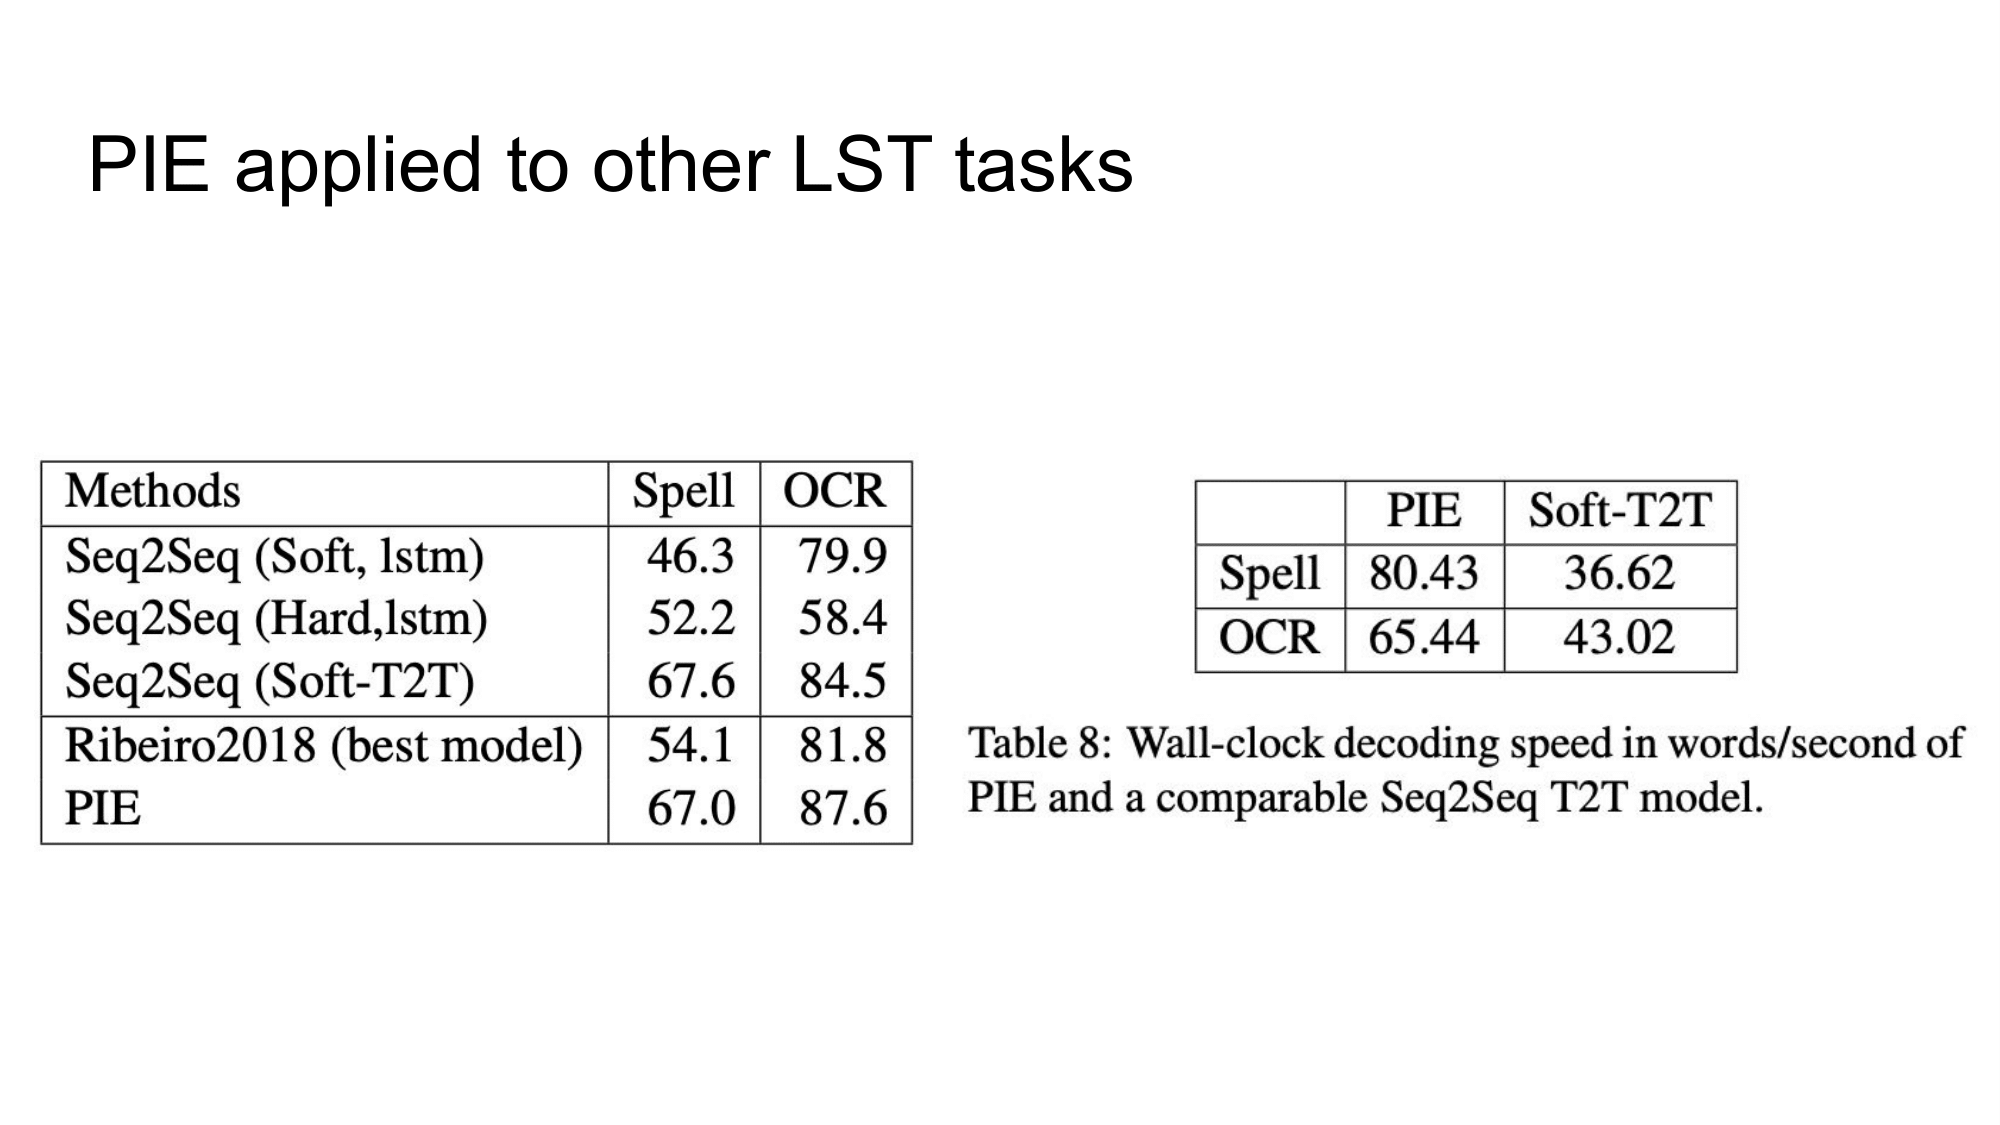 PIE applied to other LST tasks
Methods Spell OCR
Seq2Seq (Soft, lstm) 46.3 79.9
Seq2Seq (Hard,lstm) 52.2 58.4
Seq2Seq (Soft-T2T) 67.6 84.5
Ribeiro2018 (best model) 54.1 81.8
PIE 67.0 87.6
PIE Soft-T2T
Spell 80.43 36.62
OCR 65.44 43.02
Table 8: Wall-clock decoding speed in words/second of
PIE and a comparable Seq2Seq T2T model.